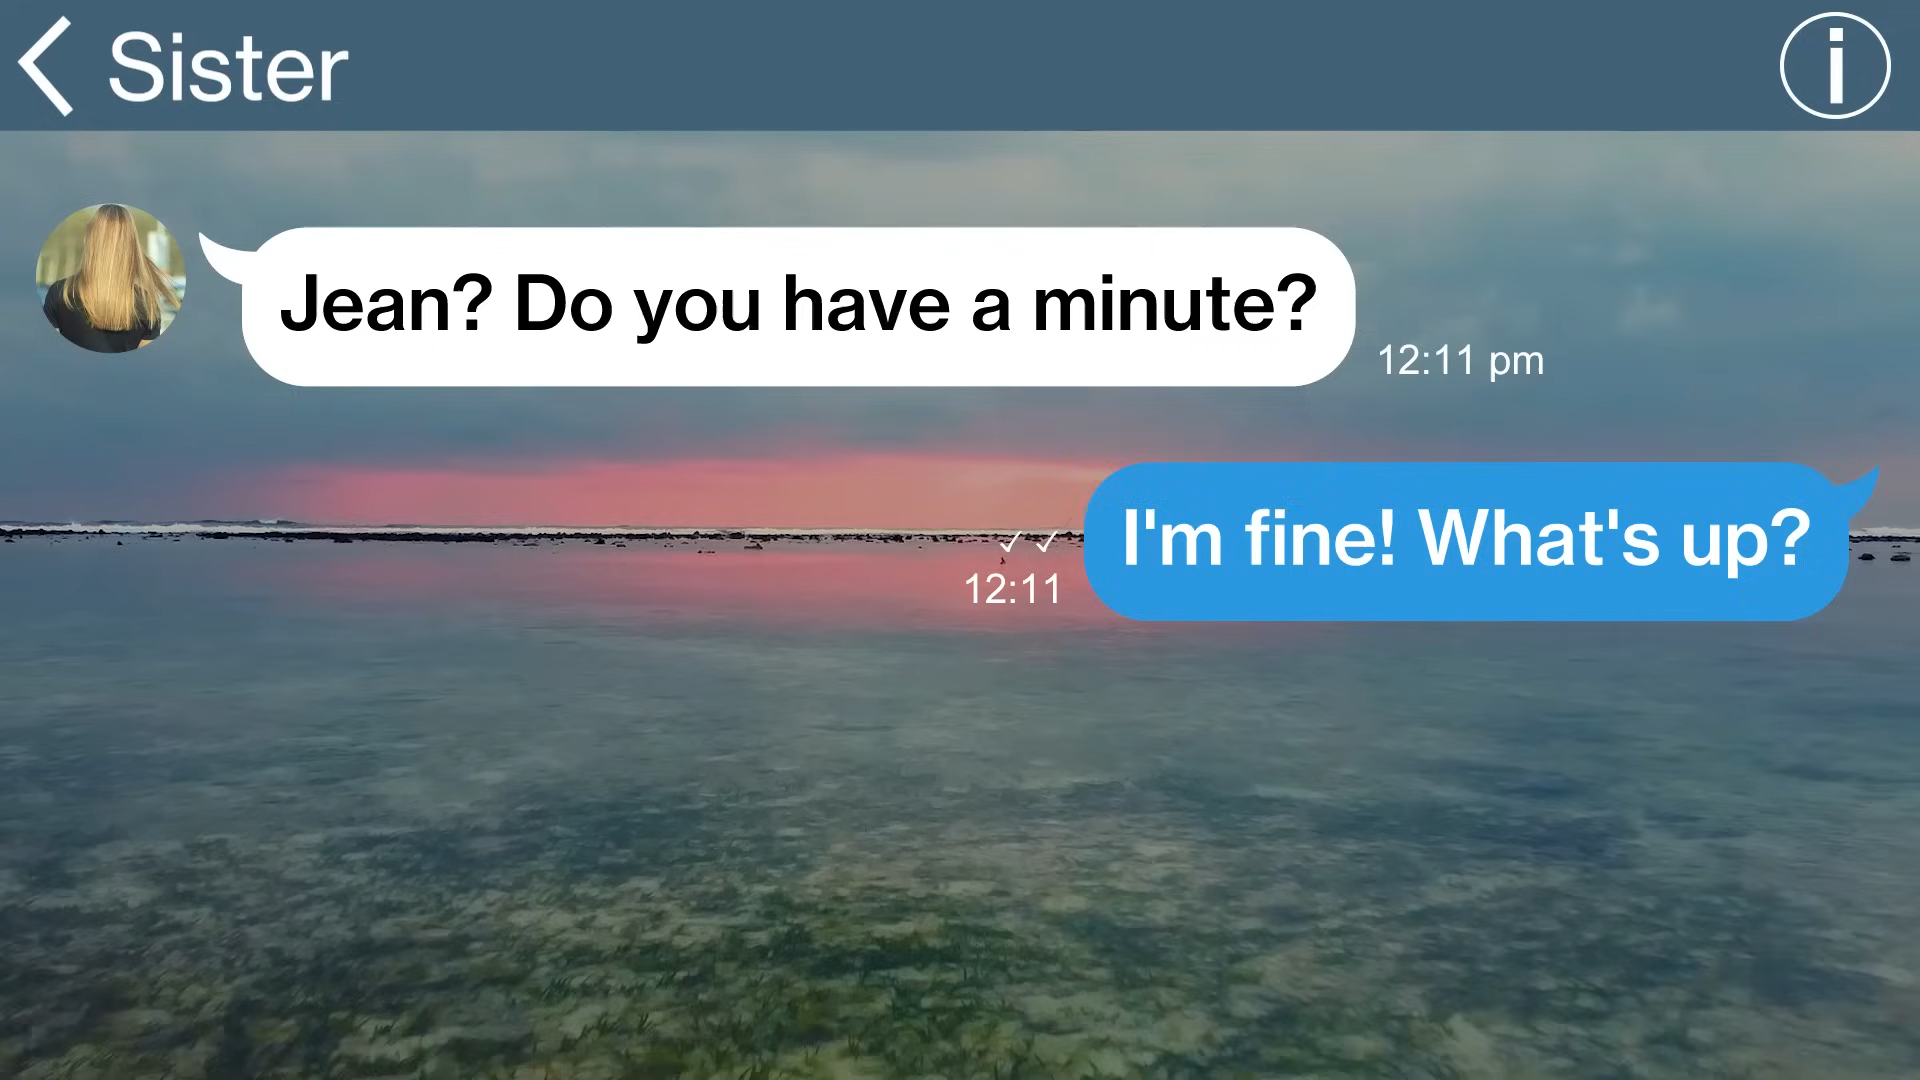 Sister
Jean? Do you have a minute?
12:11 pm
I'm fine! What's up?
✓ ✓
12:11